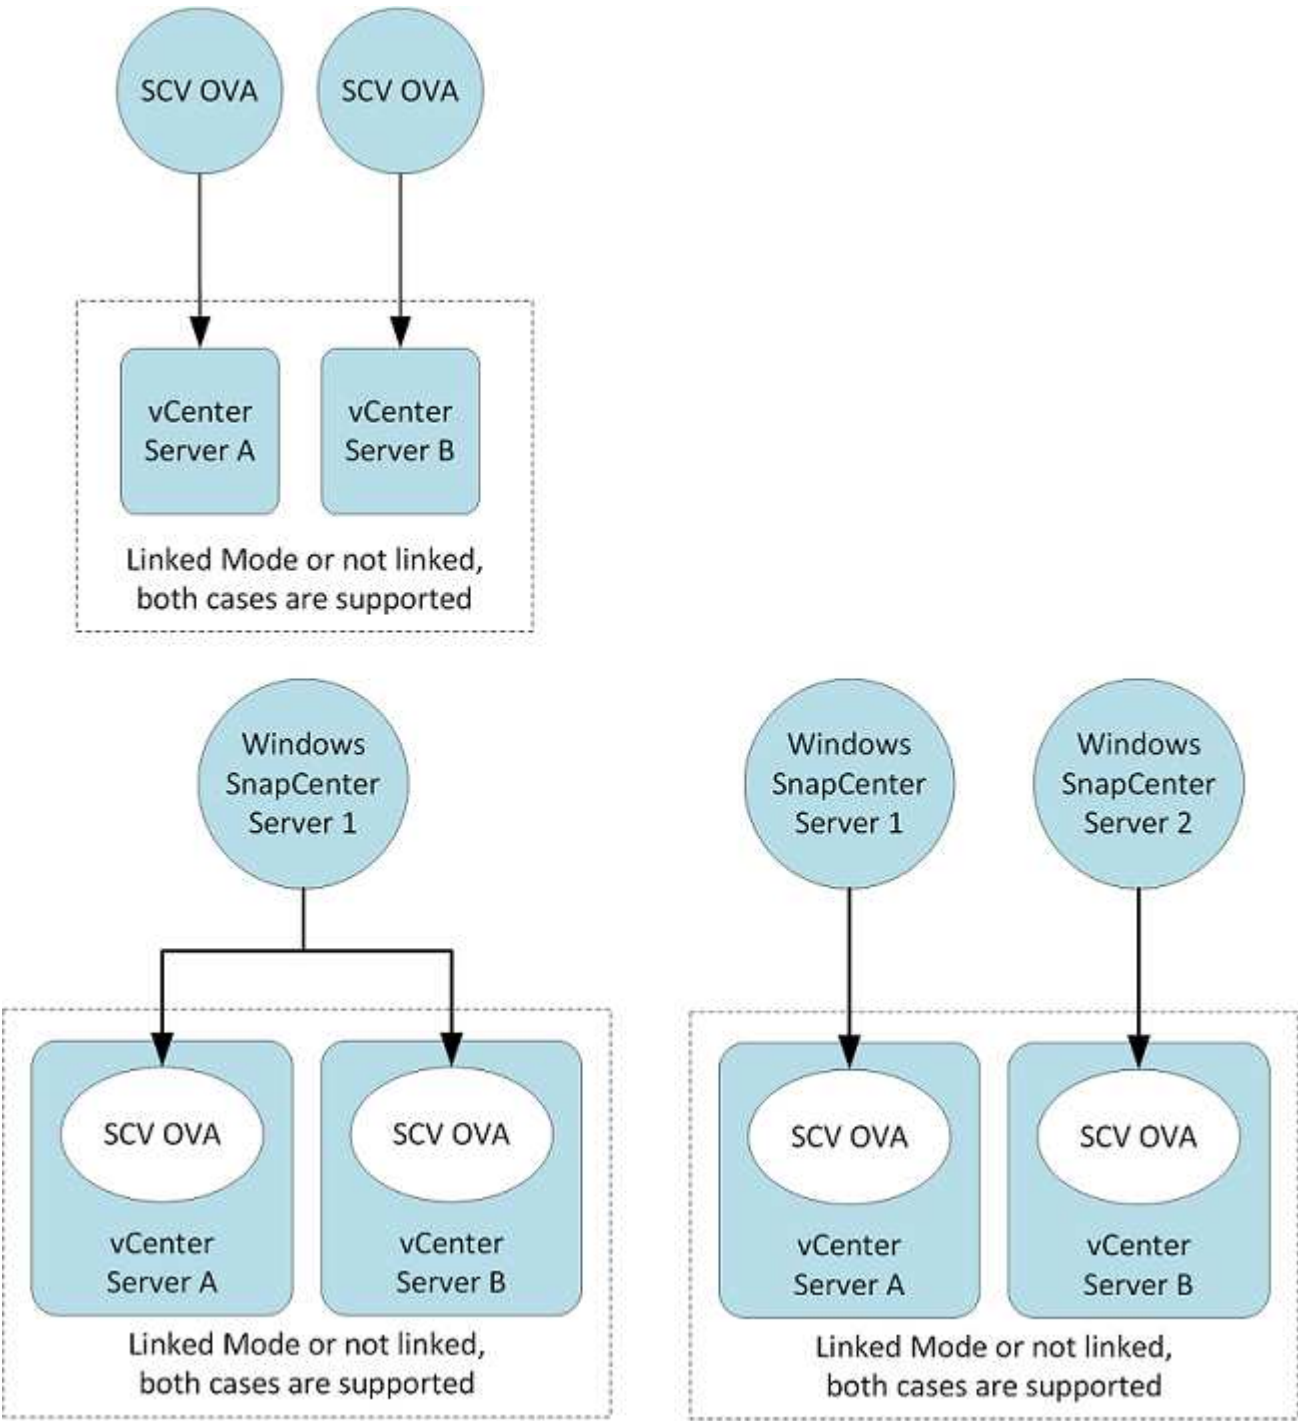 SCV OVA
SCV OVA
vCenter
Server A
vCenter
Server B
Linked Mode or not linked,
both cases are supported
Windows
SnapCenter
Server 1
SCV OVA
vCenter
Server A
SCV OVA
vCenter
Server B
Linked Mode or not linked,
both cases are supported
Windows
SnapCenter
Server 1
Windows
SnapCenter
Server 2
SCV OVA
vCenter
Server A
SCV OVA
vCenter
Server B
Linked Mode or not linked,
both cases are supported